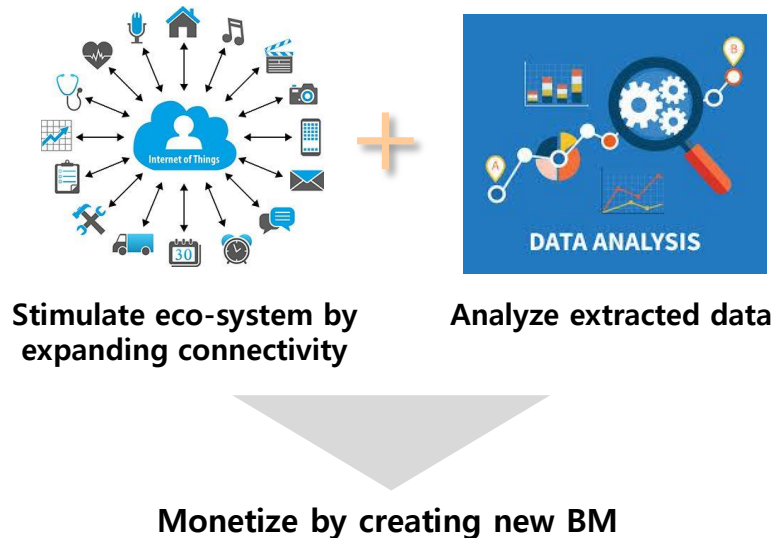 Internet of Things
30
B
A
DATA ANALYSIS
Stimulate eco-system by
expanding connectivity
Analyze extracted data
Monetize by creating new BM